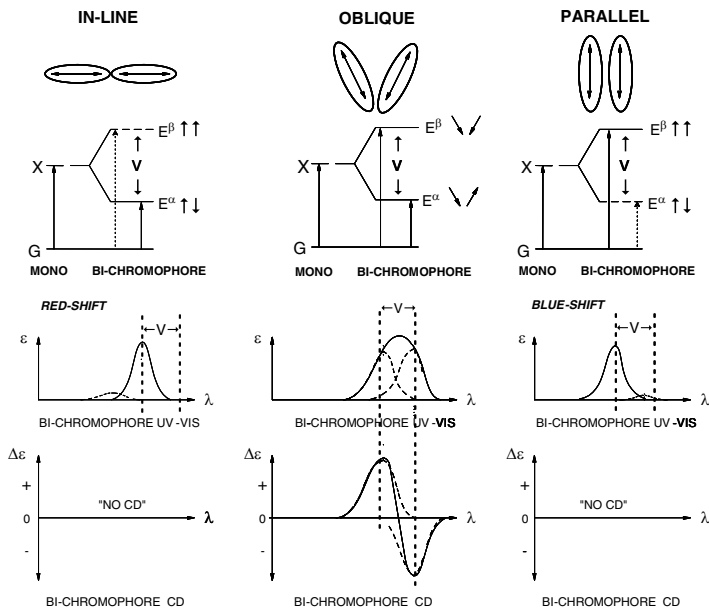 IN-LINE
OBLIQUE
PARALLEL
E^β ↑↑
V
X
E^α ↑↓
G
MONO BI-CHROMOPHORE
E^β ↘↙
V
X
E^α ↘↗
G
MONO BI-CHROMOPHORE
E^β ↑↑
V
X
E^α ↑↓
G
MONO BI-CHROMOPHORE
RED-SHIFT
←V→
ε
λ
BI-CHROMOPHORE UV -VIS
←V→
ε
λ
BI-CHROMOPHORE UV -VIS
BLUE-SHIFT
←V→
ε
λ
BI-CHROMOPHORE UV -VIS
Δε
+
"NO CD"
0
λ
-
BI-CHROMOPHORE CD
Δε
+
0
λ
-
BI-CHROMOPHORE CD
Δε
+
"NO CD"
0
λ
-
BI-CHROMOPHORE CD